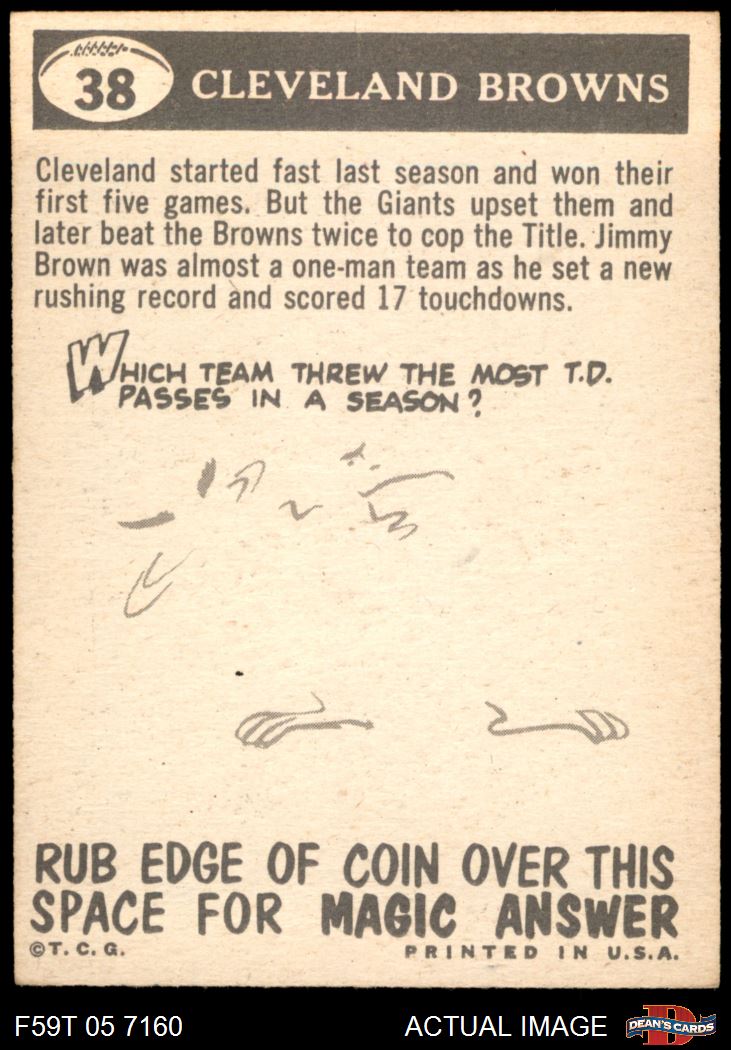 38 CLEVELAND BROWNS
Cleveland started fast last season and won their
first five games. But the Giants upset them and
later beat the Browns twice to cop the Title. Jimmy
Brown was almost a one-man team as he set a new
rushing record and scored 17 touchdowns.
WHICH TEAM THREW THE MOST T.D.
PASSES IN A SEASON?
RUB EDGE OF COIN OVER THIS
SPACE FOR MAGIC ANSWER
©T. C. G. PRINTED IN U.S.A.
F59T 05 7160 ACTUAL IMAGE D DEAN'S CARDS